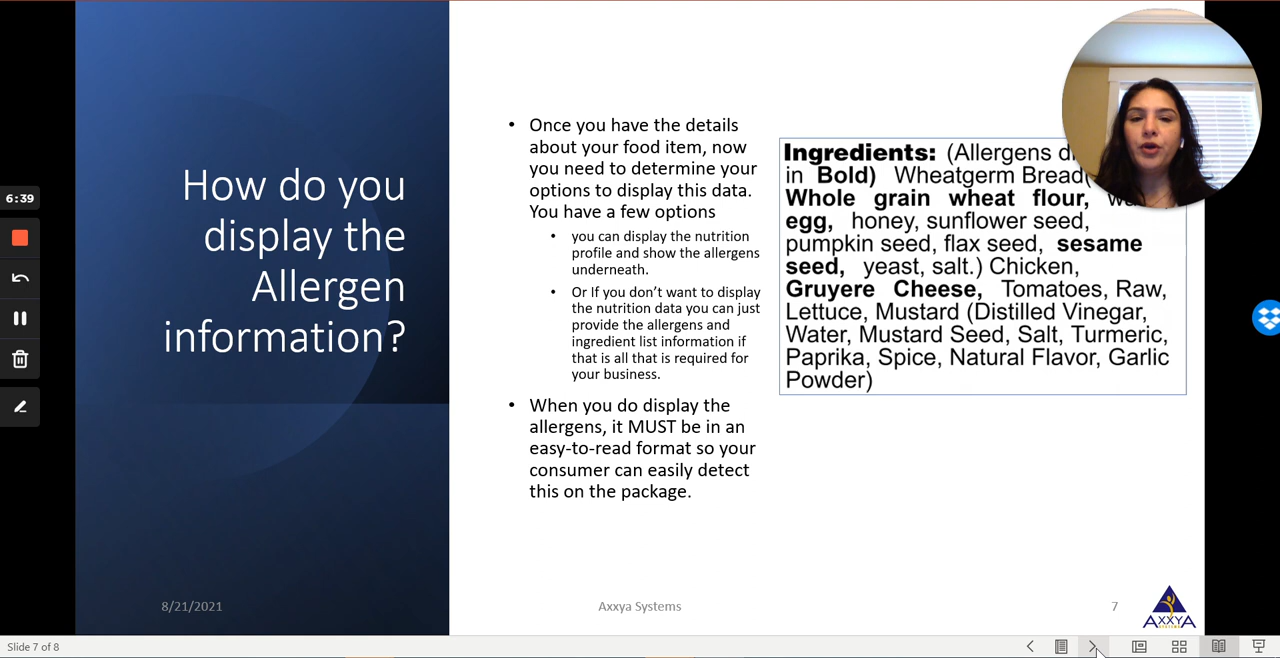 How do you
display the
Allergen
information?
• Once you have the details
about your food item, now
you need to determine your
options to display this data.
You have a few options
• you can display the nutrition
profile and show the allergens
underneath.
• Or If you don’t want to display
the nutrition data you can just
provide the allergens and
ingredient list information if
that is all that is required for
your business.
• When you do display the
allergens, it MUST be in an
easy-to-read format so your
consumer can easily detect
this on the package.
Ingredients: (Allergens
in Bold) Wheatgerm Bread(
Whole grain wheat flour,
egg, honey, sunflower seed,
pumpkin seed, flax seed, sesame
seed, yeast, salt.) Chicken,
Gruyere Cheese, Tomatoes, Raw,
Lettuce, Mustard (Distilled Vinegar,
Water, Mustard Seed, Salt, Turmeric,
Paprika, Spice, Natural Flavor, Garlic
Powder)
6:39
8/21/2021
Axxya Systems
7
AXXYA
SYSTEMS
Slide 7 of 8